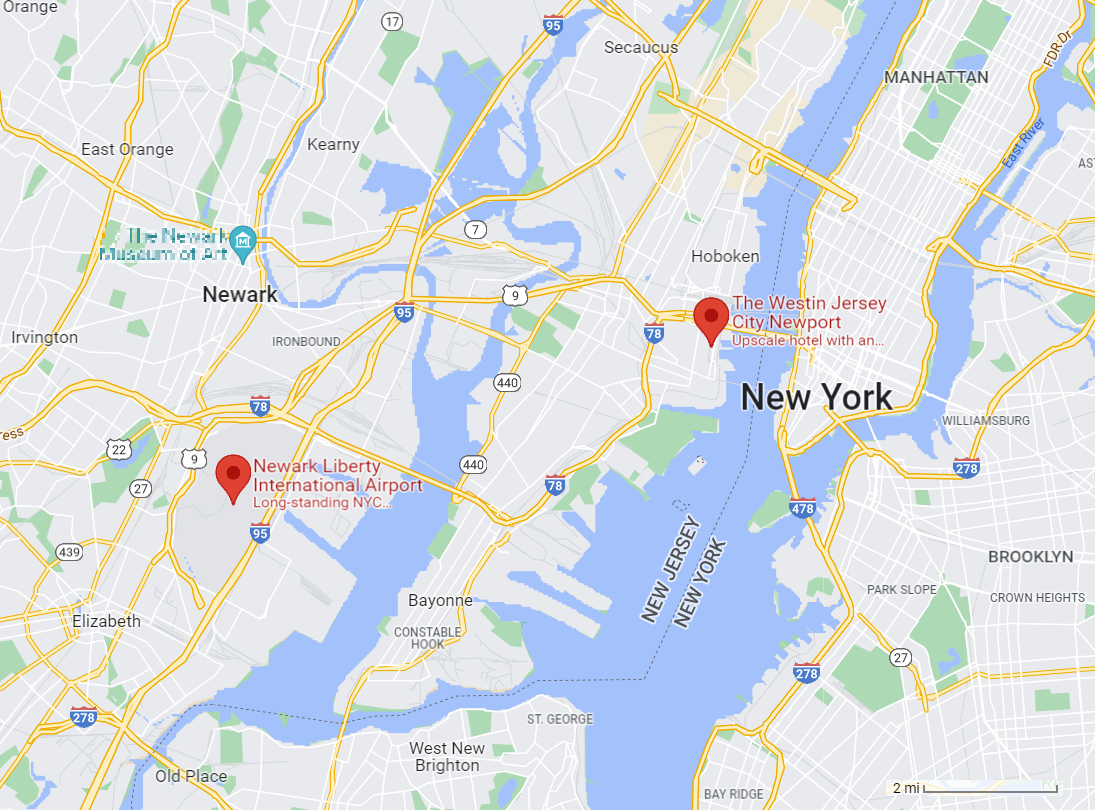 Orange
17
95
Secaucus
FDR Dr
MANHATTAN
East River
Kearny
East Orange
AS
The Newark
Museum of Art
7
Hoboken
Newark
9
95
The Westin Jersey
City Newport
Upscale hotel with an...
78
Irvington
IRONBOUND
440
New York
78
WILLIAMSBURG
ress
22
9
440
278
Newark Liberty
International Airport
Long-standing NYC...
27
78
478
95
439
NEW JERSEY
NEW YORK
BROOKLYN
PARK SLOPE
CROWN HEIGHTS
Bayonne
Elizabeth
CONSTABLE
HOOK
27
278
278
ST. GEORGE
West New
Brighton
Old Place
2 mi
BAY RIDGE